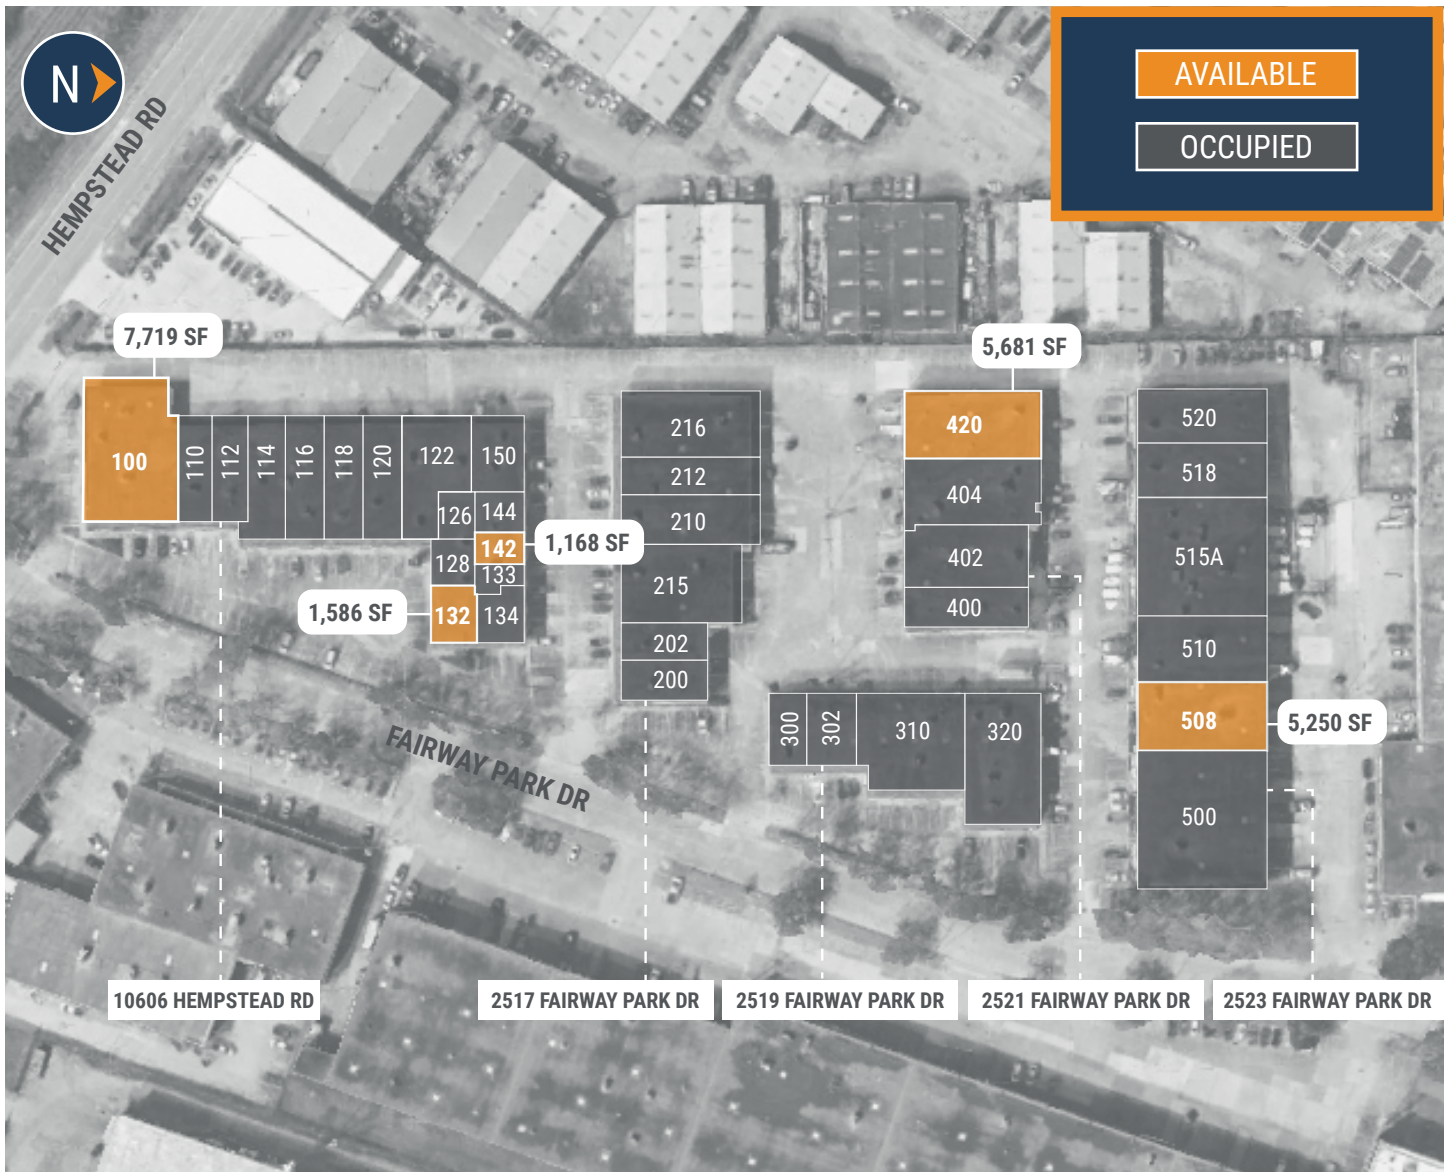 N
HEMPSTEAD RD
AVAILABLE
OCCUPIED
7,719 SF
5,681 SF
100
110
112
114
116
118
120
122
150
126
144
142
1,168 SF
128
133
1,586 SF
132
134
216
212
210
215
202
200
420
404
402
400
520
518
515A
510
508
5,250 SF
500
300
302
310
320
FAIRWAY PARK DR
10606 HEMPSTEAD RD
2517 FAIRWAY PARK DR
2519 FAIRWAY PARK DR
2521 FAIRWAY PARK DR
2523 FAIRWAY PARK DR